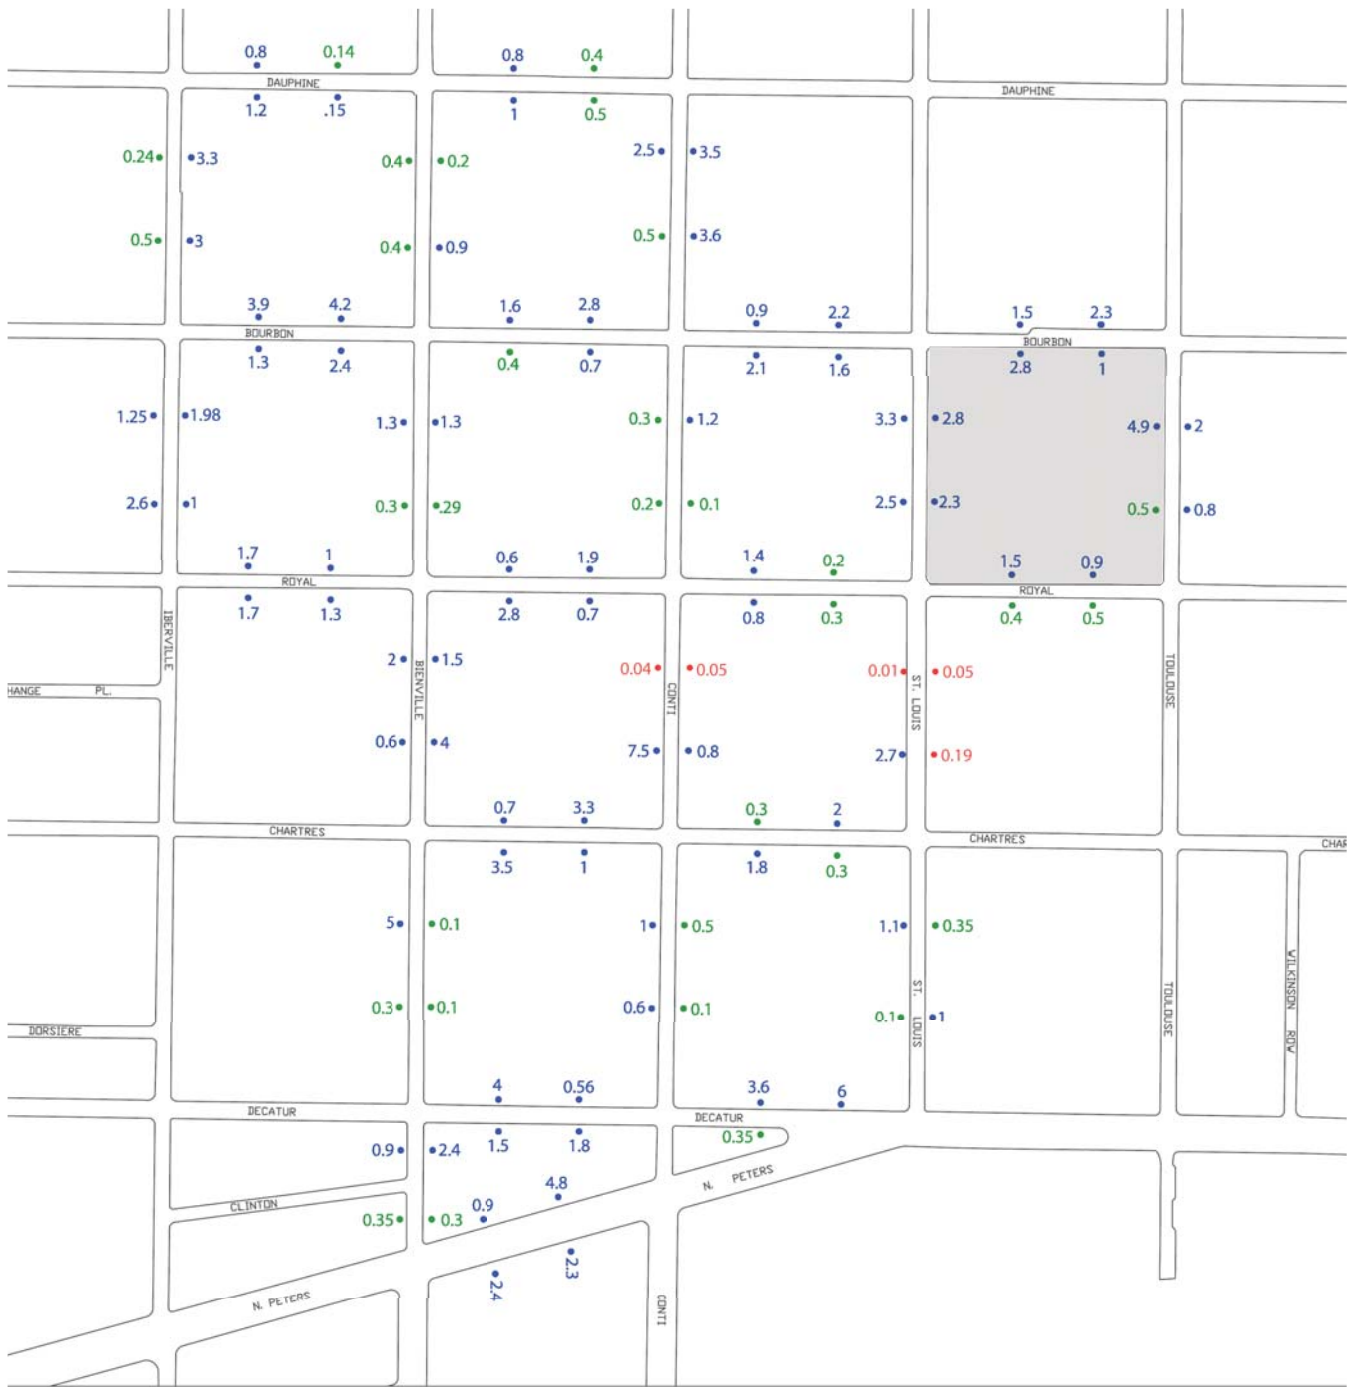 0.8 0.14 0.8 0.4
DAUPHINE DAUPHINE
1.2 .15 1 0.5
0.24 3.3 0.4 0.2 2.5 3.5
0.5 3 0.4 0.9 0.5 3.6
3.9 4.2 1.6 2.8 0.9 2.2 1.5 2.3
BOURBON BOURBON
1.3 2.4 0.4 0.7 2.1 1.6 2.8 1
1.25 1.98 1.3 1.3 0.3 1.2 3.3 2.8 4.9 2
2.6 1 0.3 .29 0.2 0.1 2.5 2.3 0.5 0.8
1.7 1 0.6 1.9 1.4 0.2 1.5 0.9
ROYAL ROYAL
1.7 1.3 2.8 0.7 0.8 0.3 0.4 0.5
IBERVILLE
2 1.5 0.04 0.05 0.01 0.05
BIENVILLE
CONTI
ST. LOUIS
TOULOUSE
HANGE PL.
0.6 4 7.5 0.8 2.7 0.19
0.7 3.3 0.3 2
CHARTRES CHARTRES CHAR
3.5 1 1.8 0.3
5 0.1 1 0.5 1.1 0.35
0.3 0.1 0.6 0.1 0.1 1
ST. LOUIS
TOULOUSE
WILKINSON ROW
DORSIERE
4 0.56 3.6 6
DECATUR DECATUR
1.5 1.8 0.35
0.9 2.4
N. PETERS
4.8
CLINTON
0.35 0.3 0.9
2.4 2.3
N. PETERS
CONTI